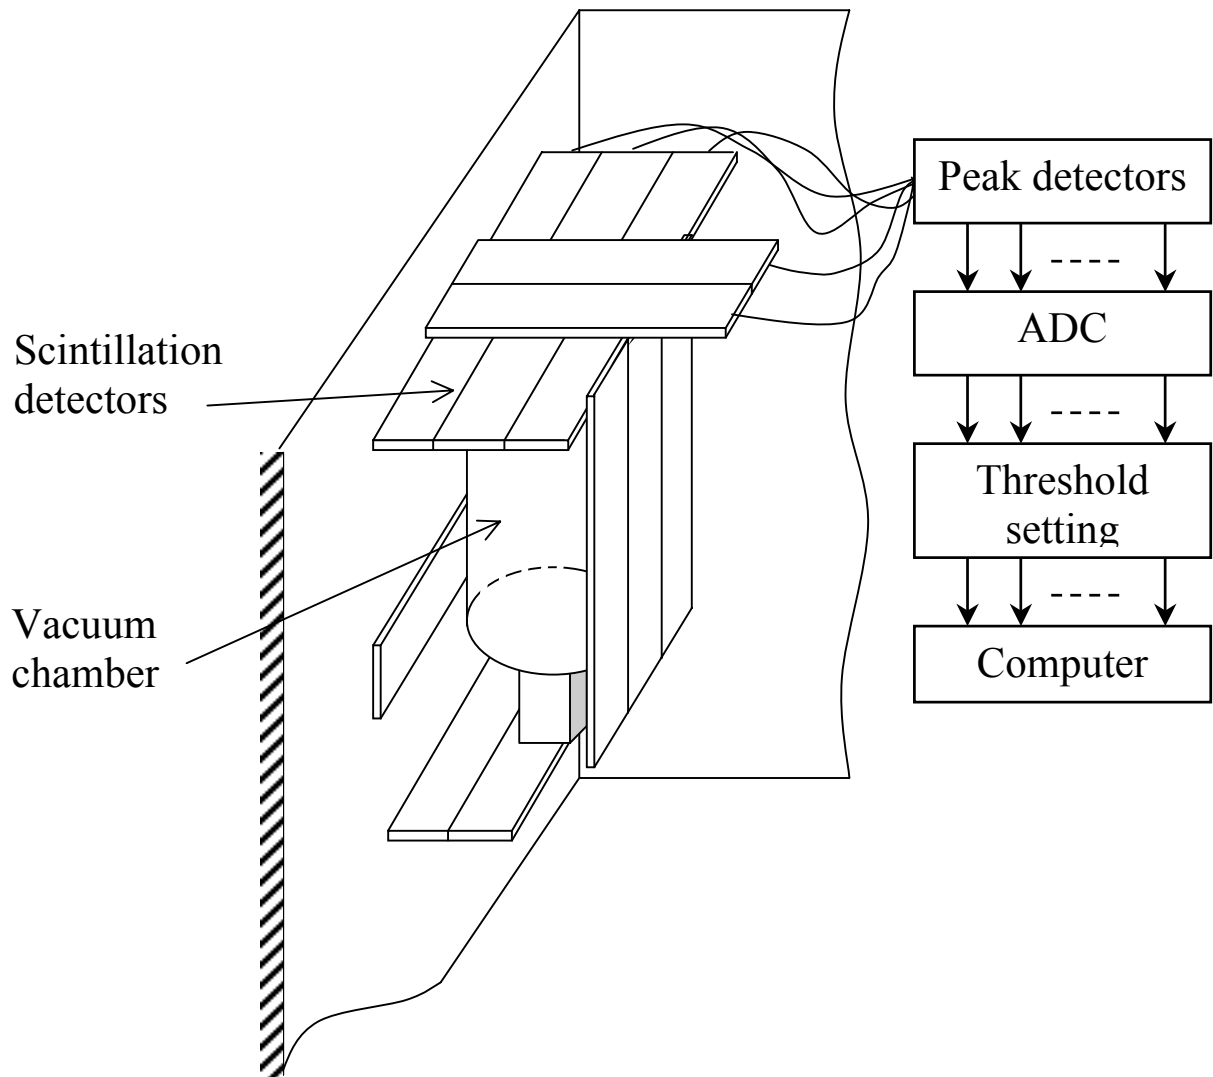 Peak detectors
ADC
Threshold
setting
Computer
Scintillation
detectors
Vacuum
chamber